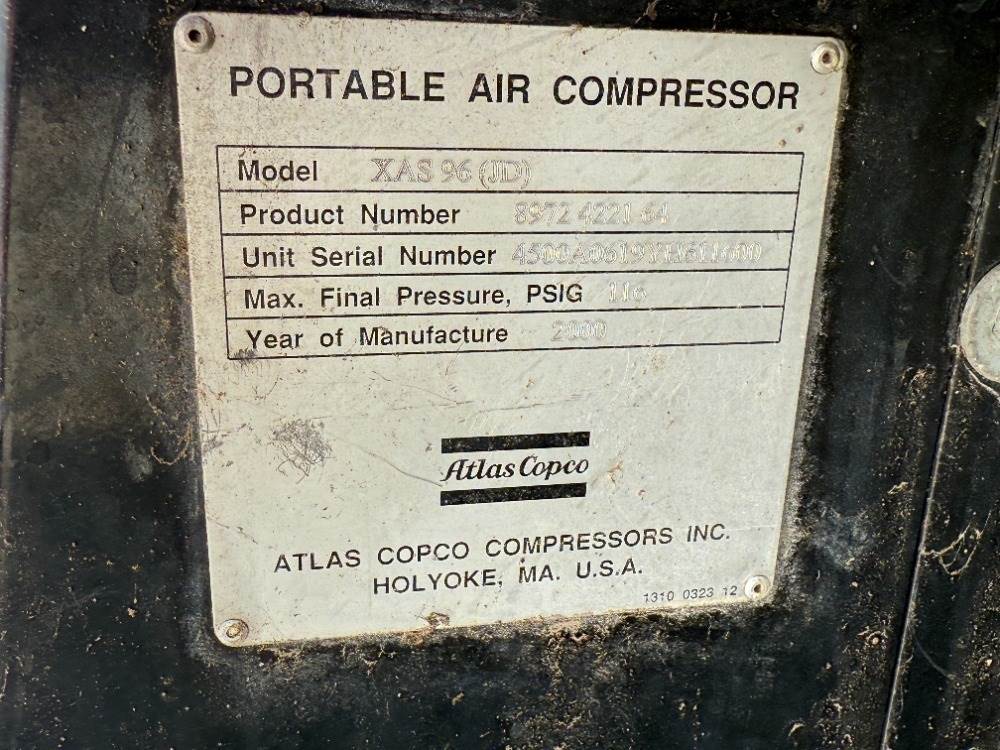 PORTABLE AIR COMPRESSOR
Model XAS 96 (JD)
Product Number 8972 4221 64
Unit Serial Number
Max. Final Pressure, PSIG 116
Year of Manufacture 2000
Atlas Copco
ATLAS COPCO COMPRESSORS INC.
HOLYOKE, MA. U.S.A.
1310 0323 12